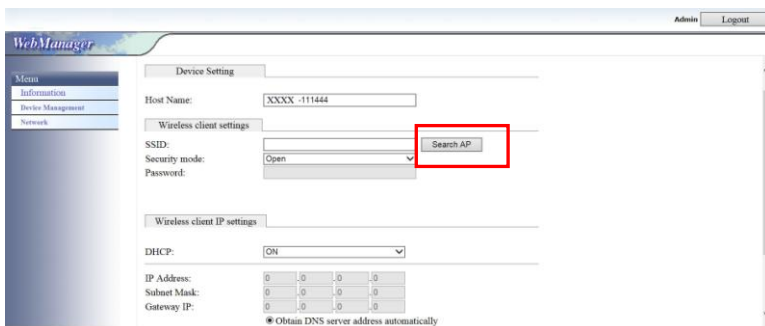 Admin Logout
WebManager
Menu
Information
Device Management
Network
Device Setting
Host Name: XXXX -111444
Wireless client settings
SSID: Search AP
Security mode: Open
Password:
Wireless client IP settings
DHCP: ON
IP Address: 0 .0 .0 .0
Subnet Mask: 0 .0 .0 .0
Gateway IP: 0 .0 .0 .0
Obtain DNS server address automatically